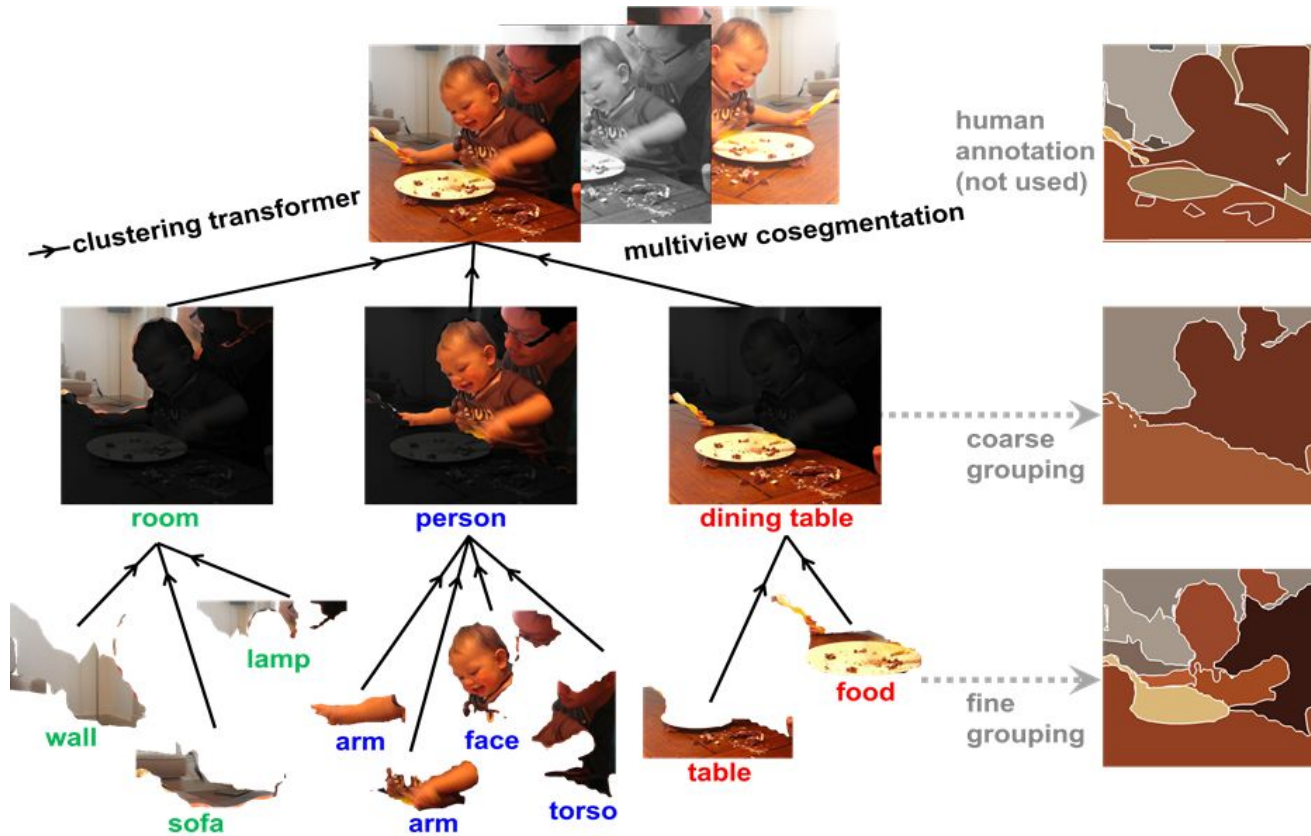 clustering transformer
multiview cosegmentation
human
annotation
(not used)
room
person
dining table
coarse
grouping
lamp
wall
sofa
arm
face
arm
torso
food
table
fine
grouping